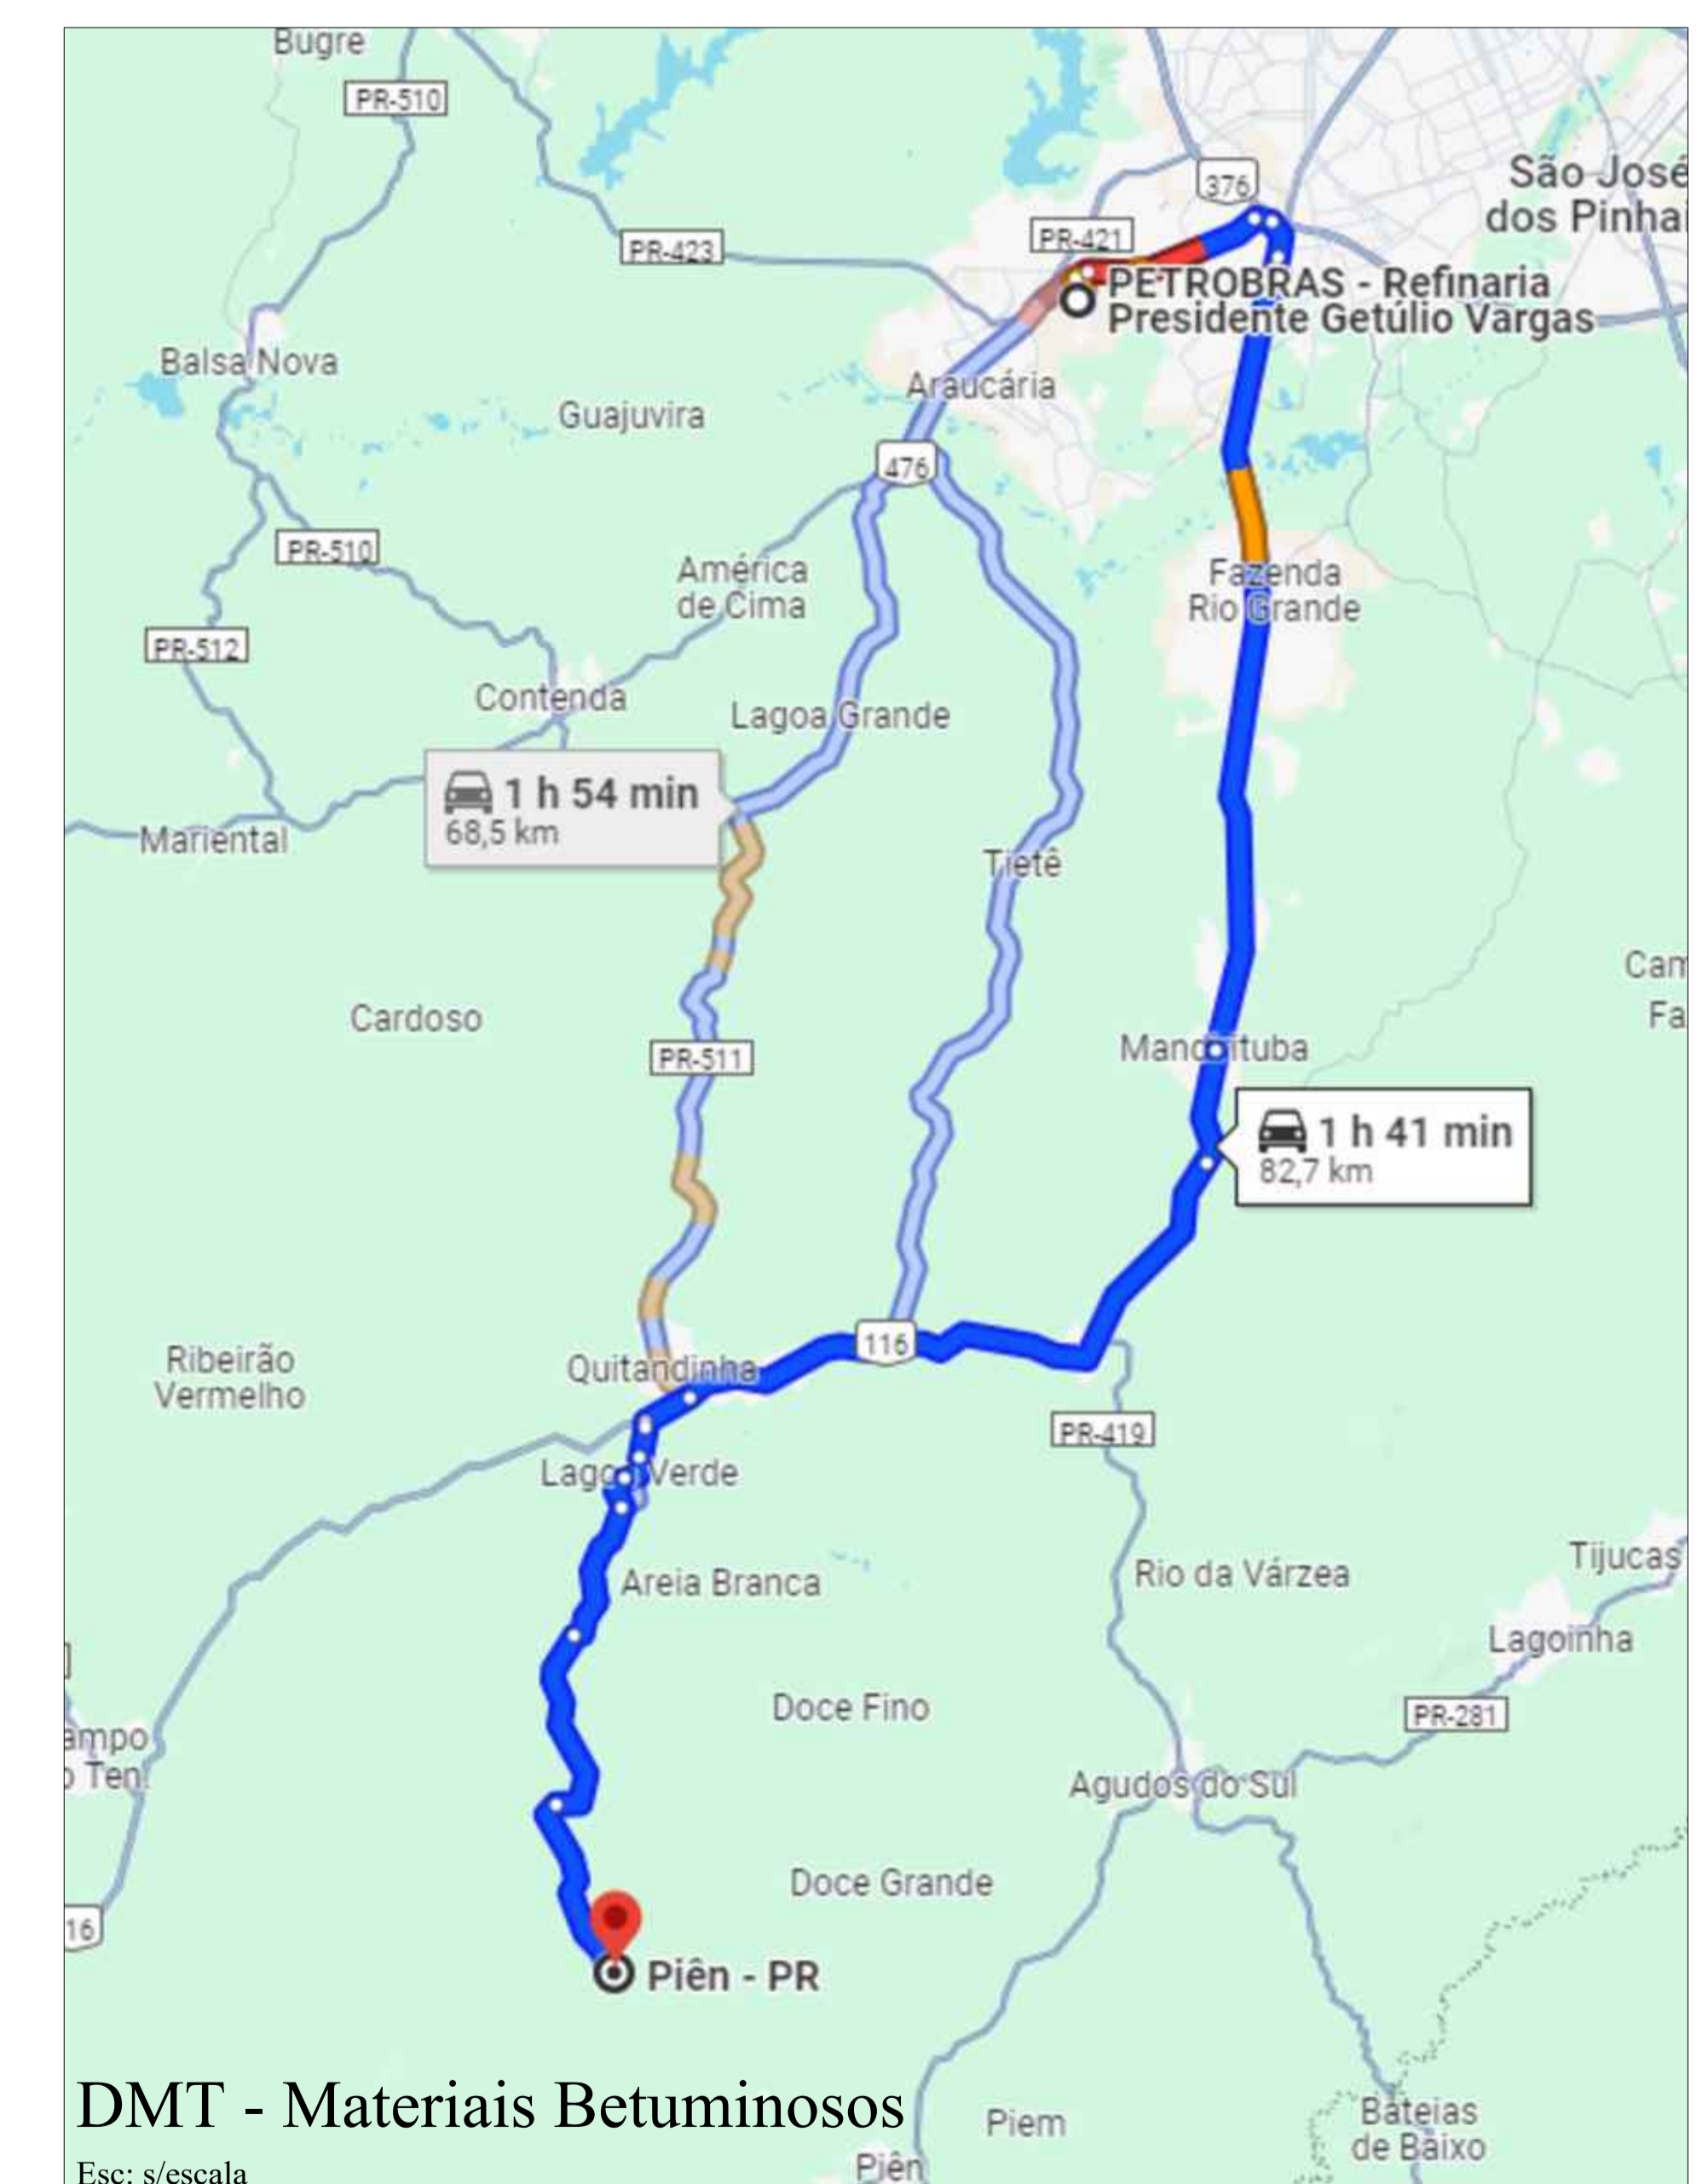 Bugre
PR-510
376
São José
dos Pinhai
PR-421
PR-423
PETROBRAS - Refinaria
Presidente Getúlio Vargas
Balsa Nova
Araucária
Guajuvira
476
PR-510
América
de Cima
Fazenda
Rio Grande
PR-512
Contenda
Lagoa Grande
1 h 54 min
68,5 km
Mariental
Tietê
Cam
Fa
Cardoso
PR-511
Mandirituba
1 h 41 min
82,7 km
116
Ribeirão
Vermelho
Quitandinha
PR-419
Lagoa Verde
Tijucas
Areia Branca
Rio da Várzea
Lagoinha
Doce Fino
PR-281
ampo
o Ten.
Agudos do Sul
Doce Grande
16
Piên - PR
DMT - Materiais Betuminosos
Piem
Bateias
de Baixo
Piên
Esc: s/escala